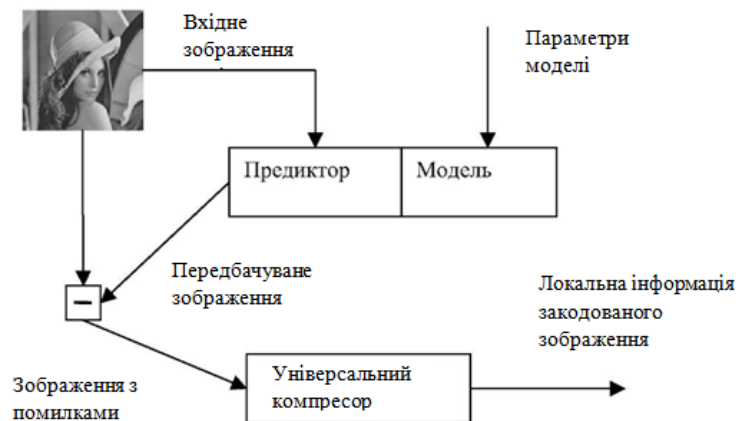 Вхідне
зображення
Параметри
моделі
Предиктор
Модель
Передбачуване
зображення
Локальна інформація
закодованого
зображення
Універсальний
компресор
Зображення з
помилками